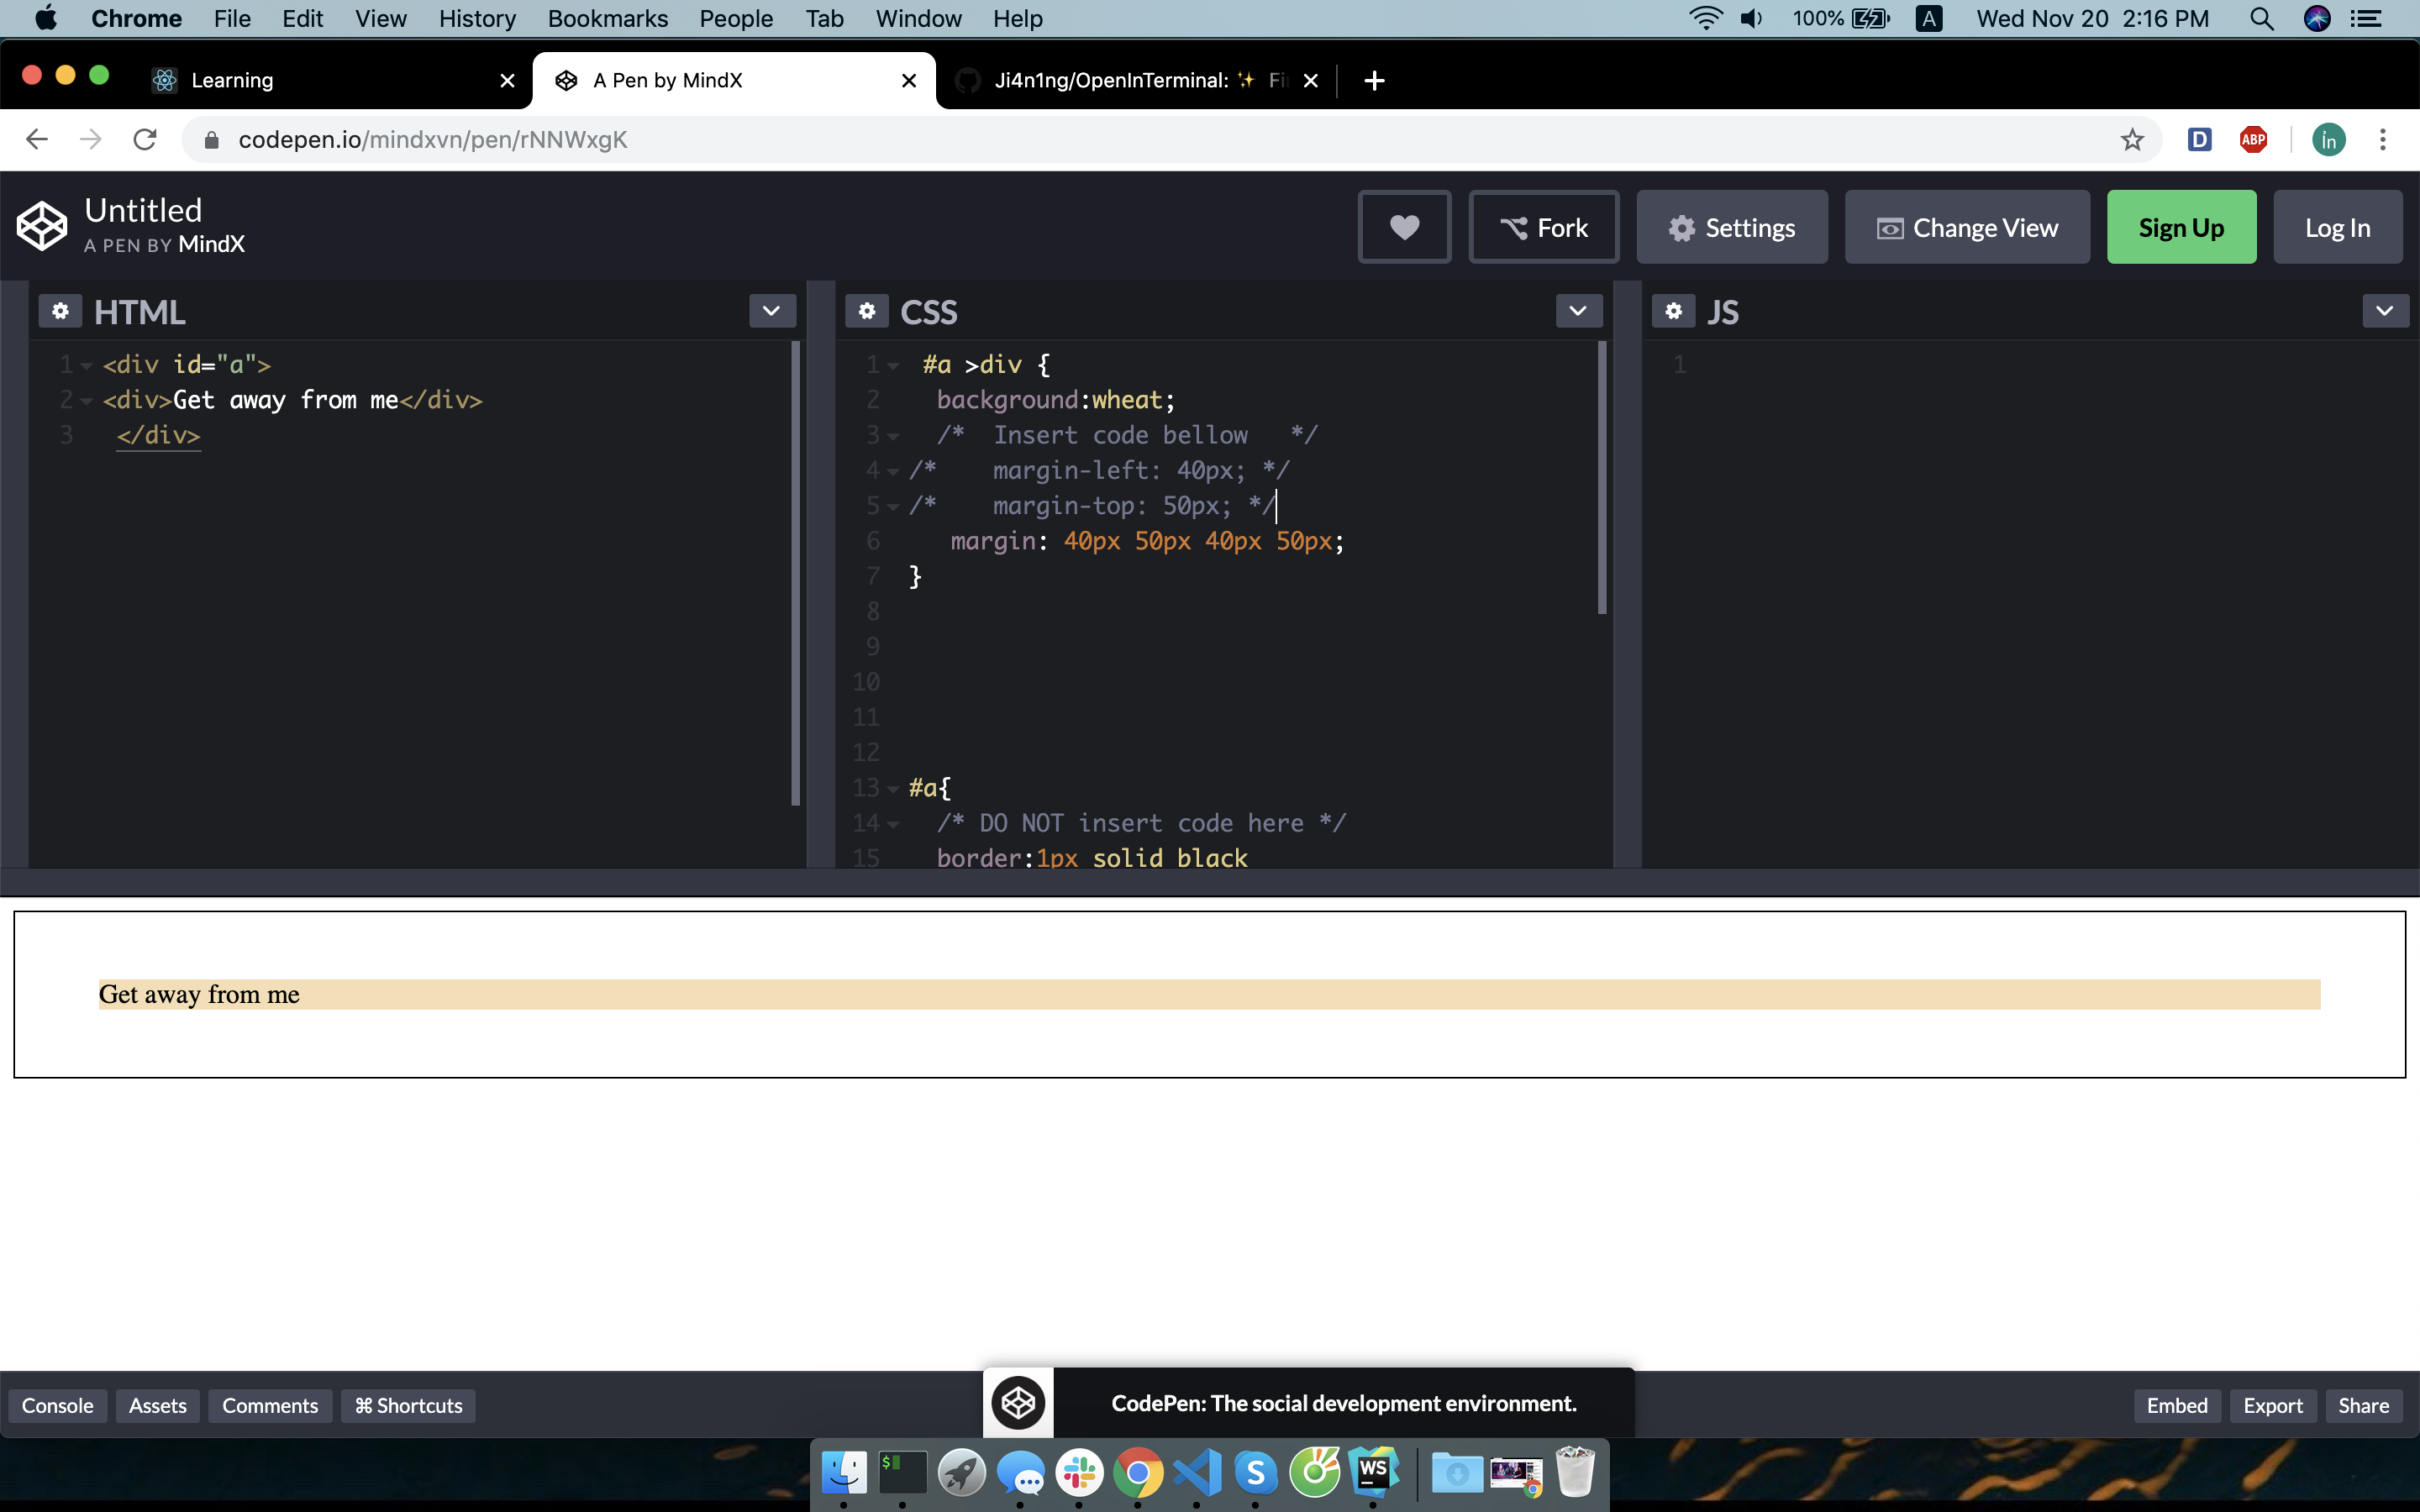 Chrome File Edit View History Bookmarks People Tab Window Help 100% A Wed Nov 20 2:16 PM
Learning A Pen by MindX Ji4n1ng/OpenInTerminal: ✨ Fi
codepen.io/mindxvn/pen/rNNWxgK D ABP İn
Untitled
A PEN BY MindX
Fork Settings Change View Sign Up Log In
HTML
1 <div id="a">
2 <div>Get away from me</div>
3 </div>
CSS
1 #a >div {
2 background:wheat;
3 /* Insert code bellow */
4 /* margin-left: 40px; */
5 /* margin-top: 50px; */
6 margin: 40px 50px 40px 50px;
7 }
8
9
10
11
12
13 #a{
14 /* DO NOT insert code here */
15 border:1px solid black
JS
1
Get away from me
Console Assets Comments ⌘ Shortcuts CodePen: The social development environment. Embed Export Share
$ S WS